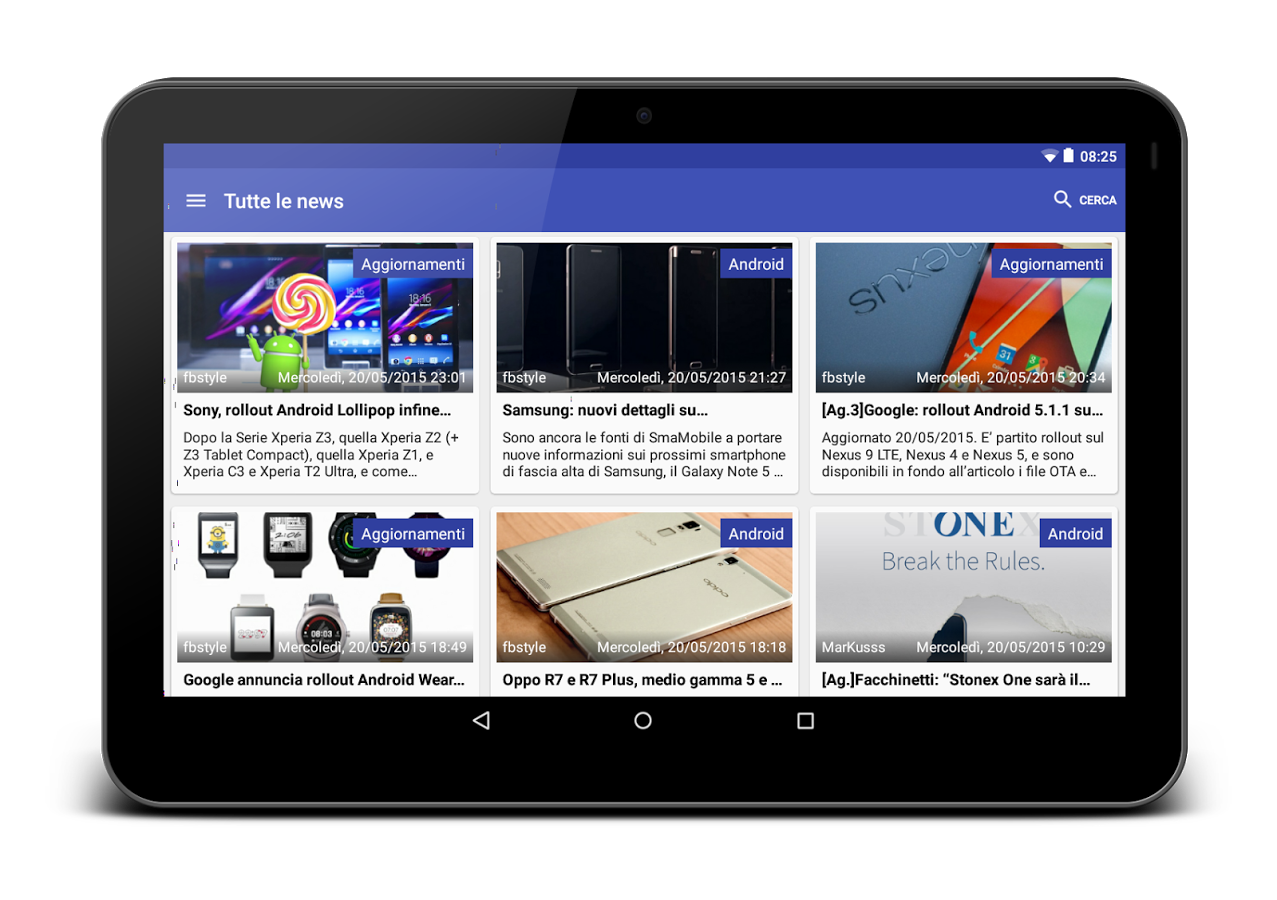 08:25
Tutte le news
CERCA
Aggiornamenti
fbstyle
Mercoledì, 20/05/2015 23:01
Sony, rollout Android Lollipop infine…
Dopo la Serie Xperia Z3, quella Xperia Z2 (+
Z3 Tablet Compact), quella Xperia Z1, e
Xperia C3 e Xperia T2 Ultra, e come…
Android
fbstyle
Mercoledì, 20/05/2015 21:27
Samsung: nuovi dettagli su…
Sono ancora le fonti di SmaMobile a portare
nuove informazioni sui prossimi smartphone
di fascia alta di Samsung, il Galaxy Note 5 …
nexus
Aggiornamenti
31
fbstyle
Mercoledì, 20/05/2015 20:34
[Ag.3]Google: rollout Android 5.1.1 su…
Aggiornato 20/05/2015. E’ partito rollout sul
Nexus 9 LTE, Nexus 4 e Nexus 5, e sono
disponibili in fondo all’articolo i file OTA e…
Aggiornamenti
2:06
08:03
fbstyle
Mercoledì, 20/05/2015 18:49
Google annuncia rollout Android Wear…
Android
oppo
oppo
fbstyle
Mercoledì, 20/05/2015 18:18
Oppo R7 e R7 Plus, medio gamma 5 e …
STONEX
Android
Break the Rules.
MarKusss
Mercoledì, 20/05/2015 10:29
[Ag.]Facchinetti: “Stonex One sarà il…